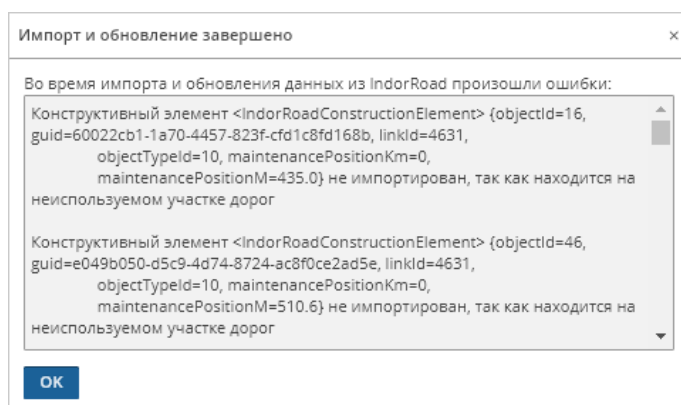 Импорт и обновление завершено
Во время импорта и обновления данных из IndorRoad произошли ошибки:
Конструктивный элемент <IndorRoadConstructionElement> {objectId=16,
guid=60022cb1-1a70-4457-823f-cfd1c8fd168b, linkId=4631,
objectTypeId=10, maintenancePositionKm=0,
maintenancePositionM=435.0} не импортирован, так как находится на
неиспользуемом участке дорог
Конструктивный элемент <IndorRoadConstructionElement> {objectId=46,
guid=e049b050-d5c9-4d74-8724-ac8f0ce2ad5e, linkId=4631,
objectTypeId=10, maintenancePositionKm=0,
maintenancePositionM=510.6} не импортирован, так как находится на
неиспользуемом участке дорог
OK